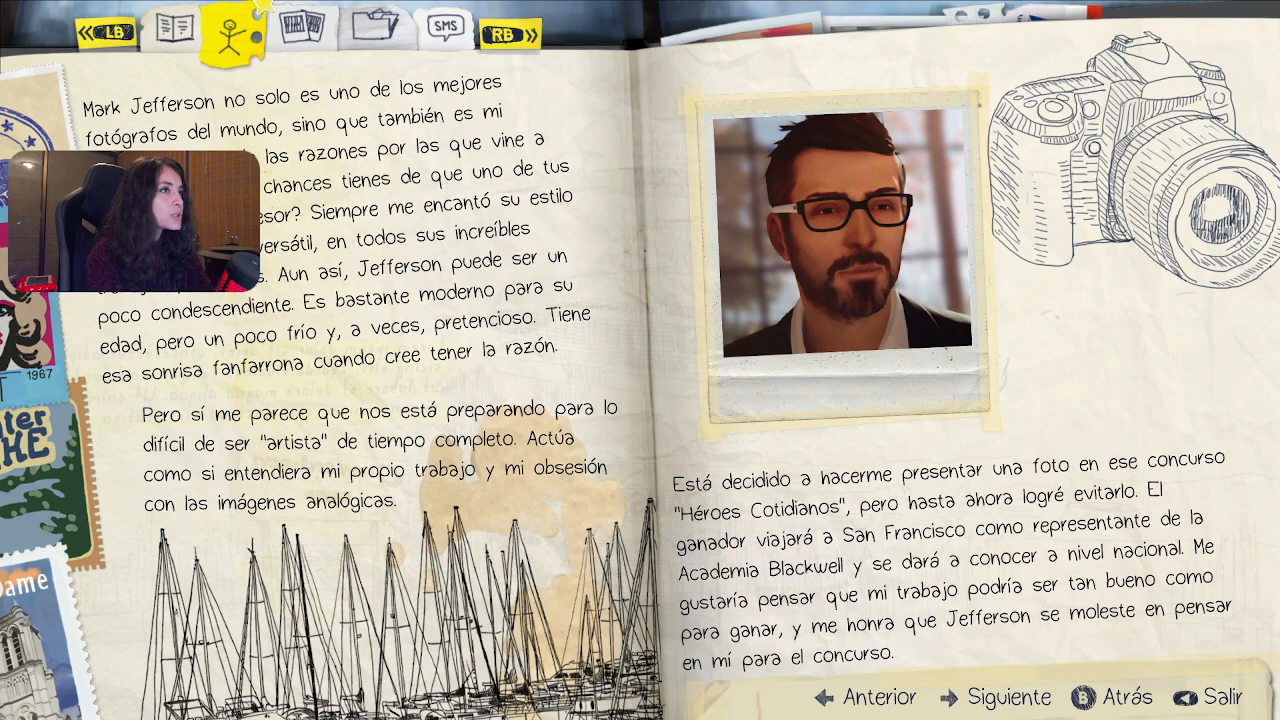 LB
SMS
RB
Mark Jefferson no solo es uno de los mejores
fotógrafos del mundo, sino que también es mi
las razones por las que vine a
chances tienes de que uno de tus
esor? Siempre me encantó su estilo
versátil, en todos sus increíbles
s. Aun así, Jefferson puede ser un
poco condescendiente. Es bastante moderno para su
edad, pero un poco frío y, a veces, pretencioso. Tiene
esa sonrisa fanfarrona cuando cree tener la razón.
1967
Pero sí me parece que nos está preparando para lo
difícil de ser "artista" de tiempo completo. Actúa
como si entendiera mi propio trabajo y mi obsesión
con las imágenes analógicas.
Dame
Está decidido a hacerme presentar una foto en ese concurso
"Héroes Cotidianos", pero hasta ahora logré evitarlo. El
ganador viajará a San Francisco como representante de la
Academia Blackwell y se dará a conocer a nivel nacional. Me
gustaría pensar que mi trabajo podría ser tan bueno como
para ganar, y me honra que Jefferson se moleste en pensar
en mí para el concurso.
Anterior Siguiente B Atrás Salir